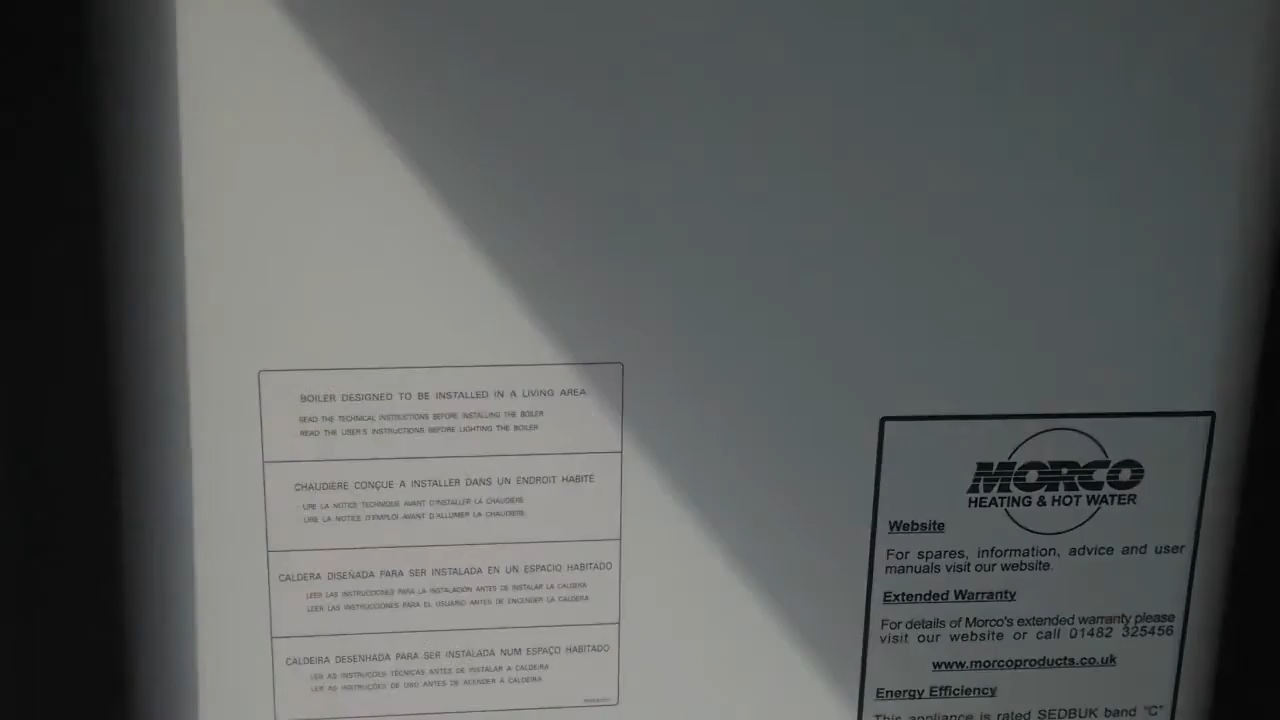 BOILER DESIGNED TO BE INSTALLED IN A LIVING AREA
READ THE TECHNICAL INSTRUCTIONS BEFORE INSTALLING THE BOILER
READ THE USER'S INSTRUCTIONS BEFORE LIGHTING THE BOILER
CHAUDIERE CONÇUE A INSTALLER DANS UN ENDROIT HABITE
LIRE LA NOTICE TECHNIQUE AVANT D'INSTALLER LA CHAUDIERE
LIRE LA NOTICE D'EMPLOI AVANT D'ALLUMER LA CHAUDIERE
CALDERA DISEÑADA PARA SER INSTALADA EN UN ESPACIO HABITADO
LEER LAS INSTRUCCIONES PARA LA INSTALACIÓN ANTES DE INSTALAR LA CALDERA
LEER LAS INSTRUCCIONES PARA EL USUARIO ANTES DE ENCENDER LA CALDERA
CALDEIRA DESENHADA PARA SER INSTALADA NUM ESPAÇO HABITADO
LER AS INSTRUÇÕES TÉCNICAS ANTES DE INSTALAR A CALDEIRA
LER AS INSTRUÇÕES DE USO ANTES DE ACENDER A CALDEIRA
MORCO
HEATING & HOT WATER
Website
For spares, information, advice and user
manuals visit our website.
Extended Warranty
For details of Morco's extended warranty please
visit our website or call 01482 325456
www.morcoproducts.co.uk
Energy Efficiency
This appliance is rated SEDBUK band "C"